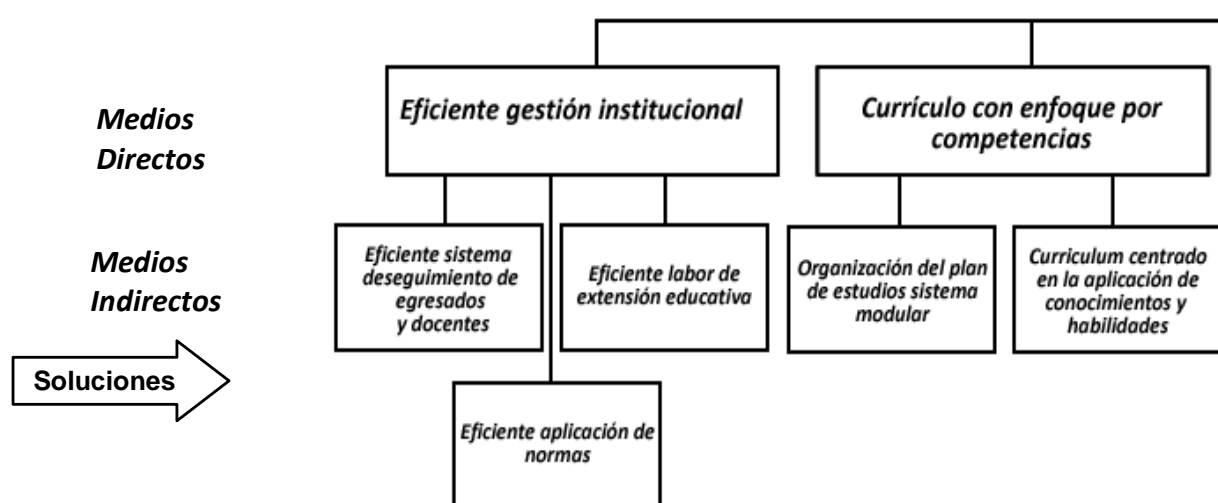 Medios
Directos
Eficiente gestión institucional
Currículo con enfoque por
competencias
Medios
Indirectos
Eficiente sistema
deseguimiento de
egresados
y docentes
Eficiente labor de
extensión educativa
Organización del plan
de estudios sistema
modular
Curriculum centrado
en la aplicación de
conocimientos y
habilidades
Soluciones
Eficiente aplicación de
normas